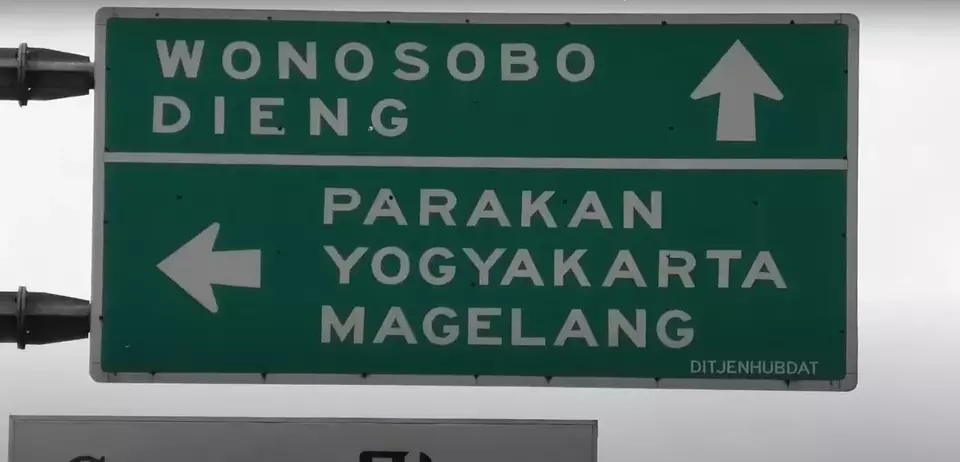 WONOSOBO
DIENG
PARAKAN
YOGYAKARTA
MAGELANG
DITJENHUBDAT